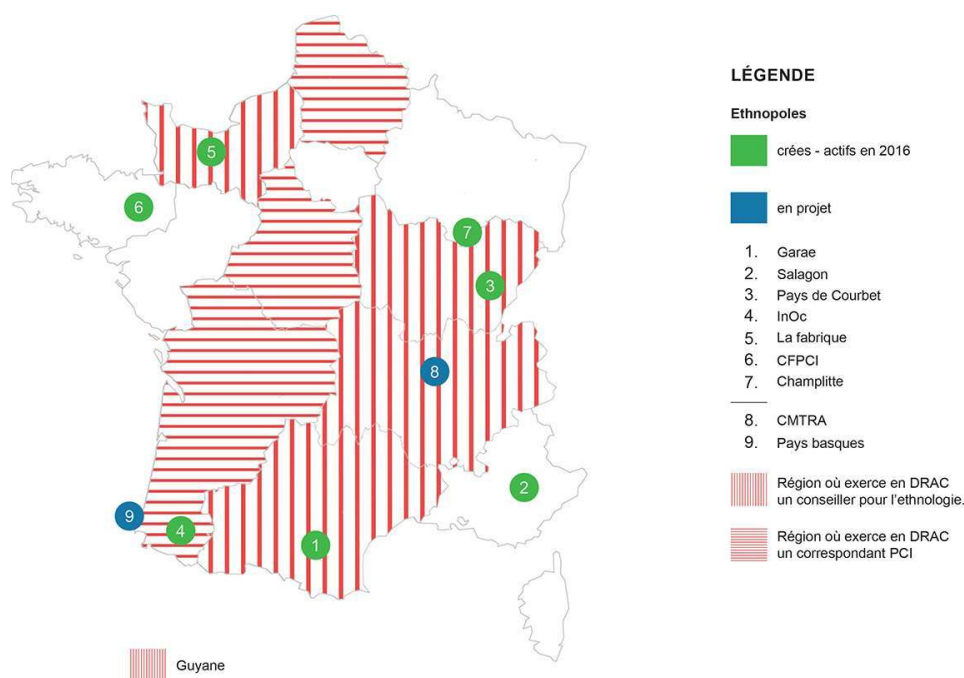 5
6
7
3
8
2
9
4
1
Guyane
LÉGENDE
Ethnopoles
crées - actifs en 2016
en projet
1. Garae
2. Salagon
3. Pays de Courbet
4. InOc
5. La fabrique
6. CFPCI
7. Champlitte
8. CMTRA
9. Pays basques
Région où exerce en DRAC
un conseiller pour l'ethnologie.
Région où exerce en DRAC
un correspondant PCI